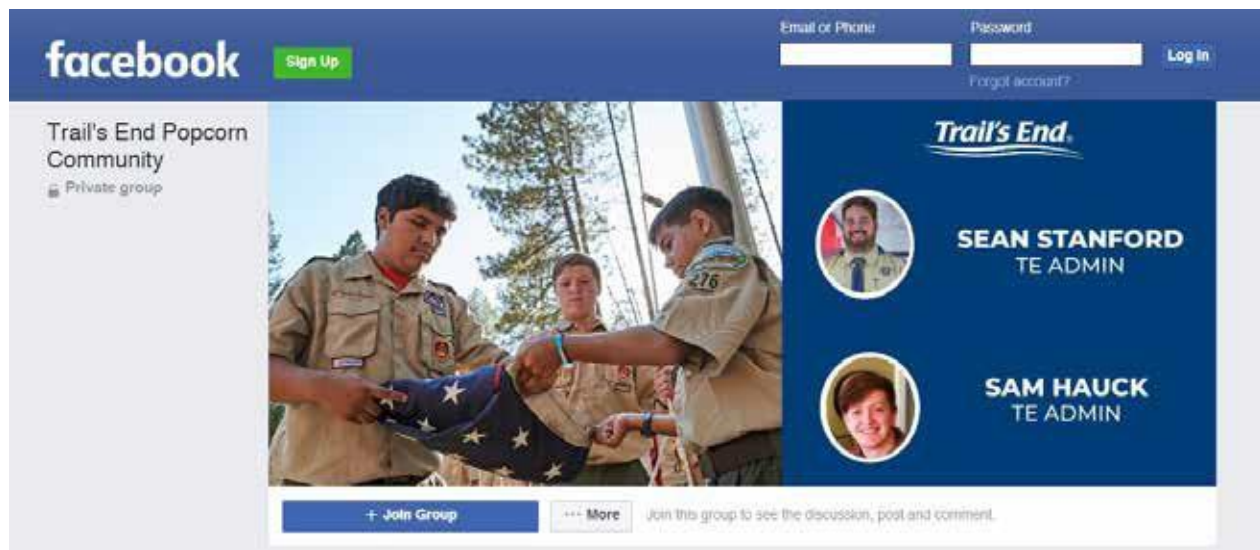 Email or Phone
Password
facebook
Sign Up
Log In
Forgot account?
Trail's End Popcorn
Community
Private group
Trail's End®
276
SEAN STANFORD
TE ADMIN
SAM HAUCK
TE ADMIN
+ Join Group
··· More
Join this group to see the discussion, post and comment.